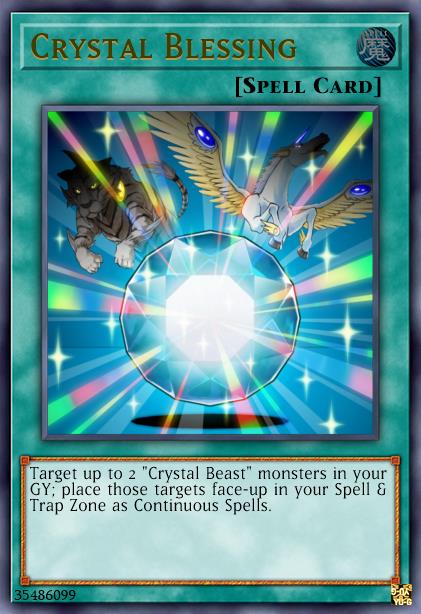 Crystal Blessing
[Spell Card]
Target up to 2 "Crystal Beast" monsters in your
GY; place those targets face-up in your Spell &
Trap Zone as Continuous Spells.
35486099